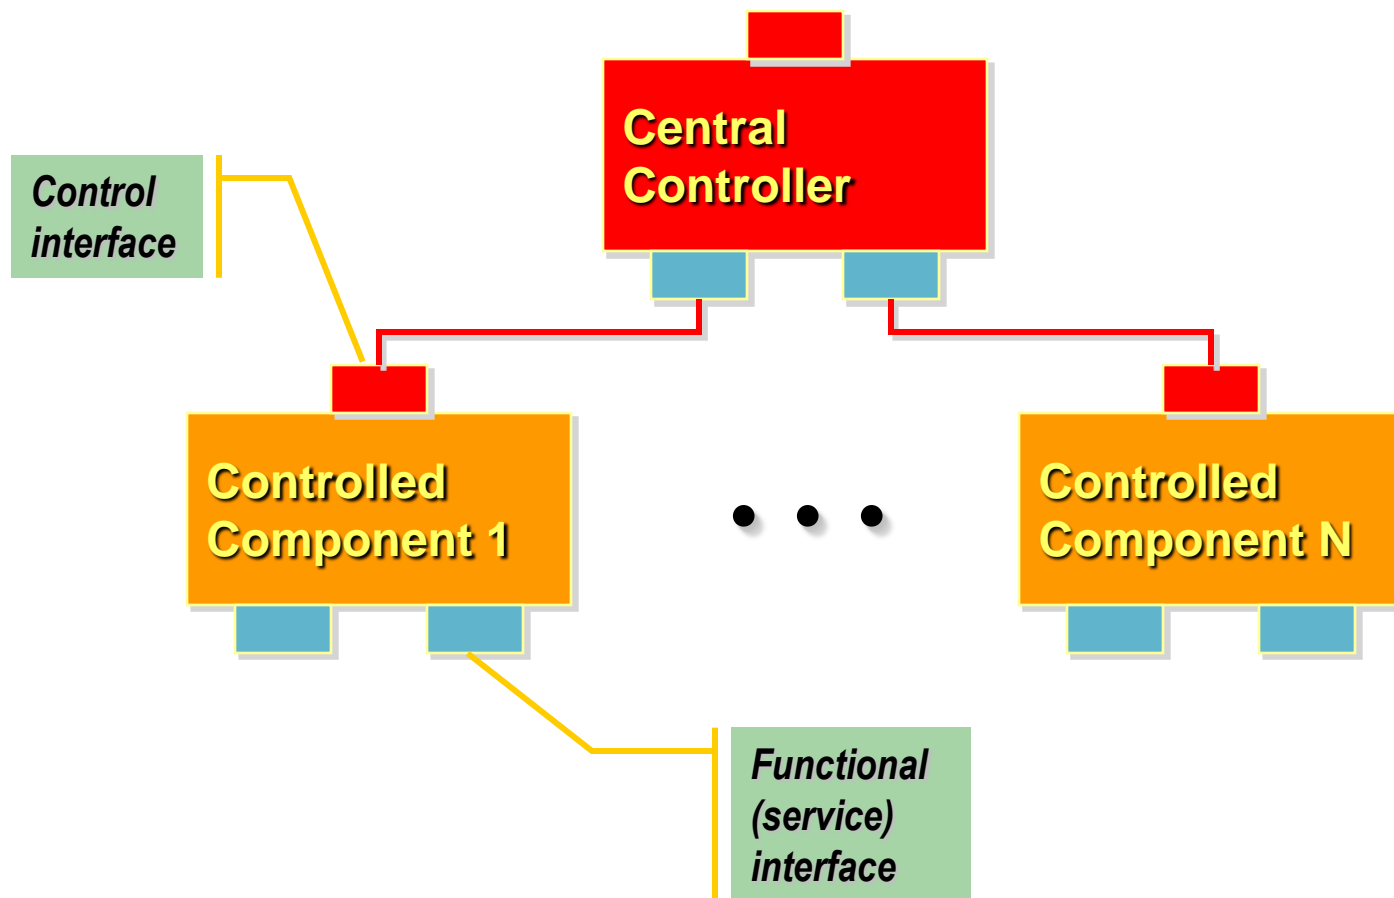 Central
Controller
Control
interface
Controlled
Component 1
Controlled
Component N
Functional
(service)
interface